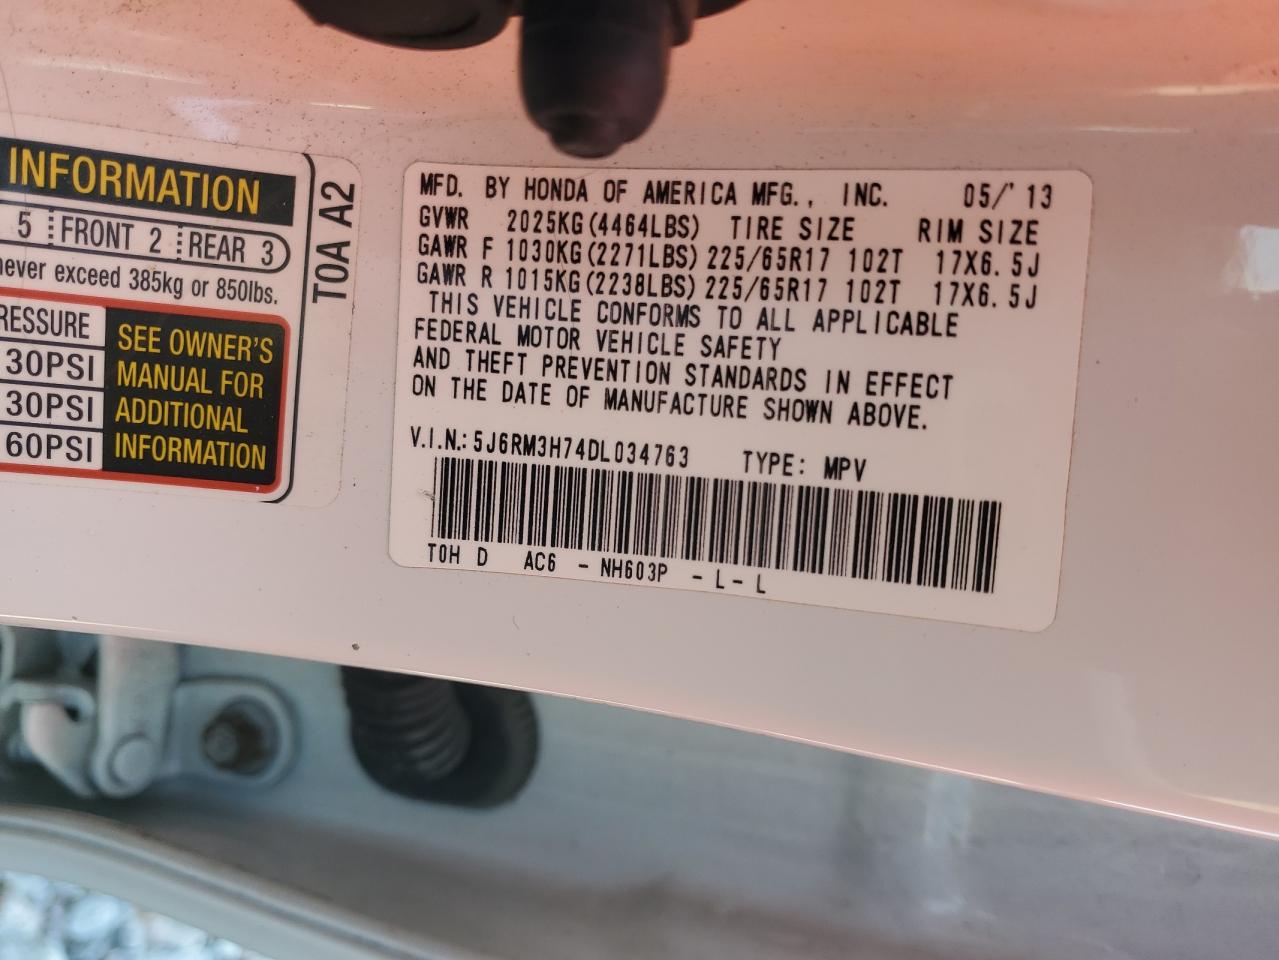 INFORMATION
5 FRONT 2 REAR 3
never exceed 385kg or 850lbs.
30PSI
30PSI
60PSI
SEE OWNER'S
MANUAL FOR
ADDITIONAL
INFORMATION
T0A A2
MFD. BY HONDA OF AMERICA MFG., INC. 05/'13
GVWR 2025KG(4464LBS) TIRE SIZE RIM SIZE
GAWR F 1030KG(2271LBS) 225/65R17 102T 17X6.5J
GAWR R 1015KG(2238LBS) 225/65R17 102T 17X6.5J
THIS VEHICLE CONFORMS TO ALL APPLICABLE
FEDERAL MOTOR VEHICLE SAFETY
AND THEFT PREVENTION STANDARDS IN EFFECT
ON THE DATE OF MANUFACTURE SHOWN ABOVE.
V.I.N.: 5J6RM3H74DL034763 TYPE: MPV
T0H D AC6 - NH603P - L - L